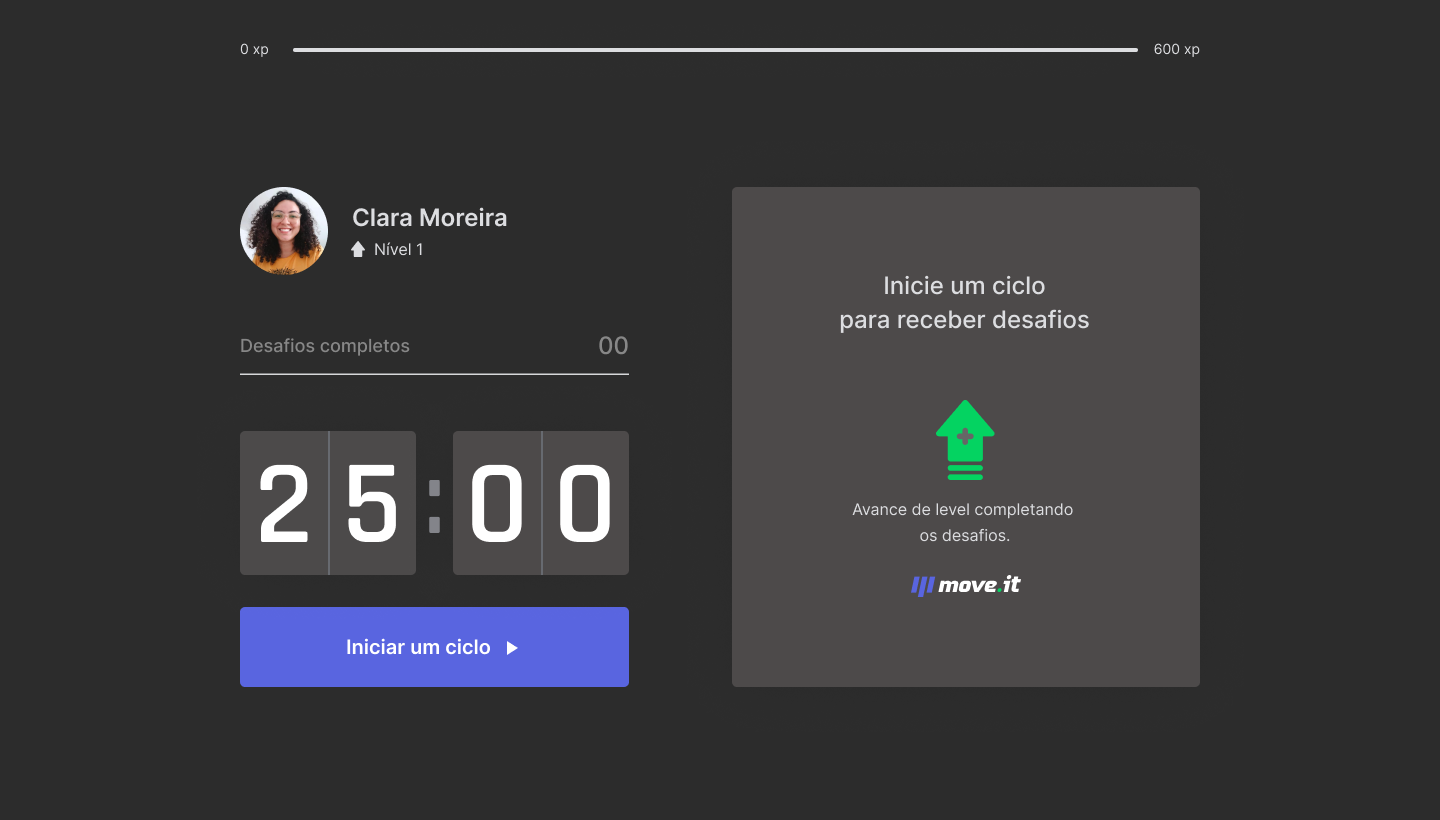 0 xp
600 xp
Clara Moreira
Nível 1
Desafios completos
00
25:00
Iniciar um ciclo
Inicie um ciclo
para receber desafios
Avance de level completando
os desafios.
move.it